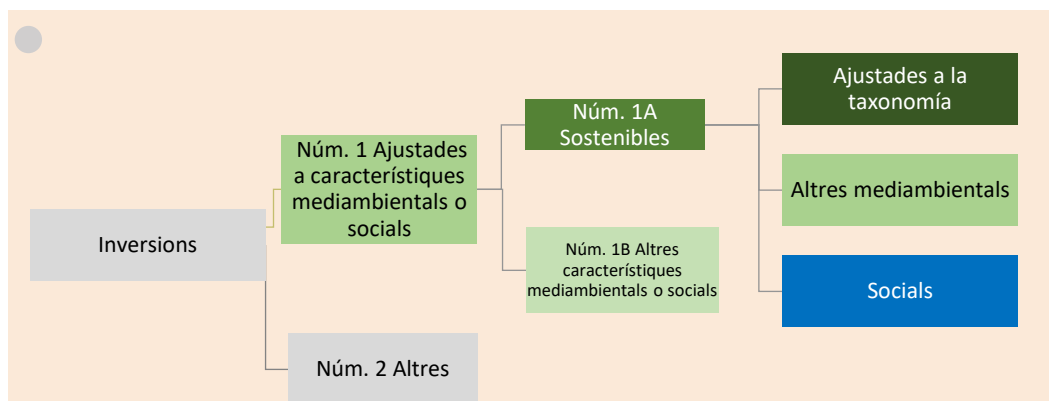 Inversions
Núm. 1 Ajustades
a característiques
mediambientals o
socials
Núm. 2 Altres
Núm. 1A
Sostenibles
Núm. 1B Altres
característiques
mediambientals o socials
Ajustades a la
taxonomía
Altres mediambientals
Socials